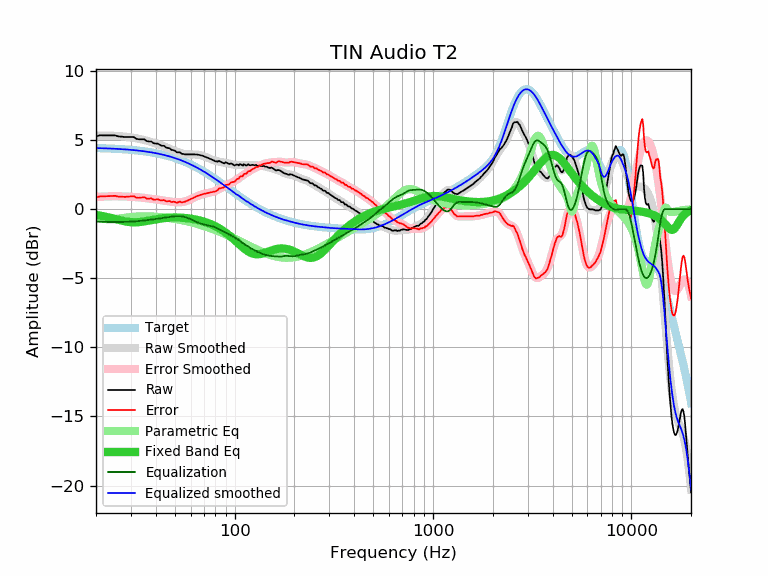 TIN Audio T2
10
5
0
−5
−10
−15
−20
Amplitude (dBr)
Target
Raw Smoothed
Error Smoothed
Raw
Error
Parametric Eq
Fixed Band Eq
Equalization
Equalized smoothed
100 1000 10000
Frequency (Hz)